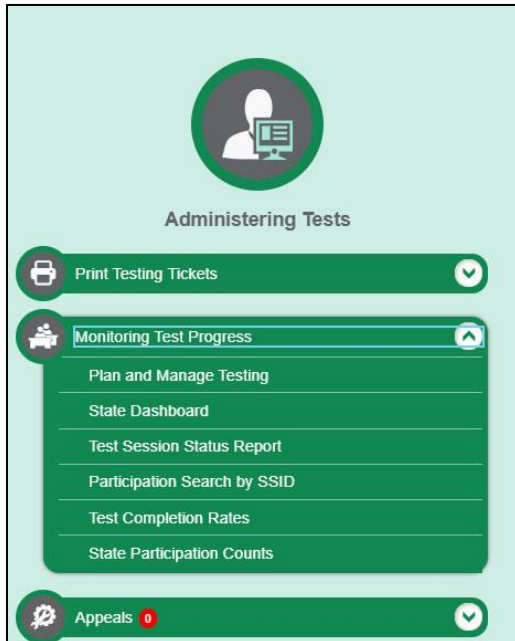 Administering Tests
Print Testing Tickets
Monitoring Test Progress
Plan and Manage Testing
State Dashboard
Test Session Status Report
Participation Search by SSID
Test Completion Rates
State Participation Counts
Appeals 0